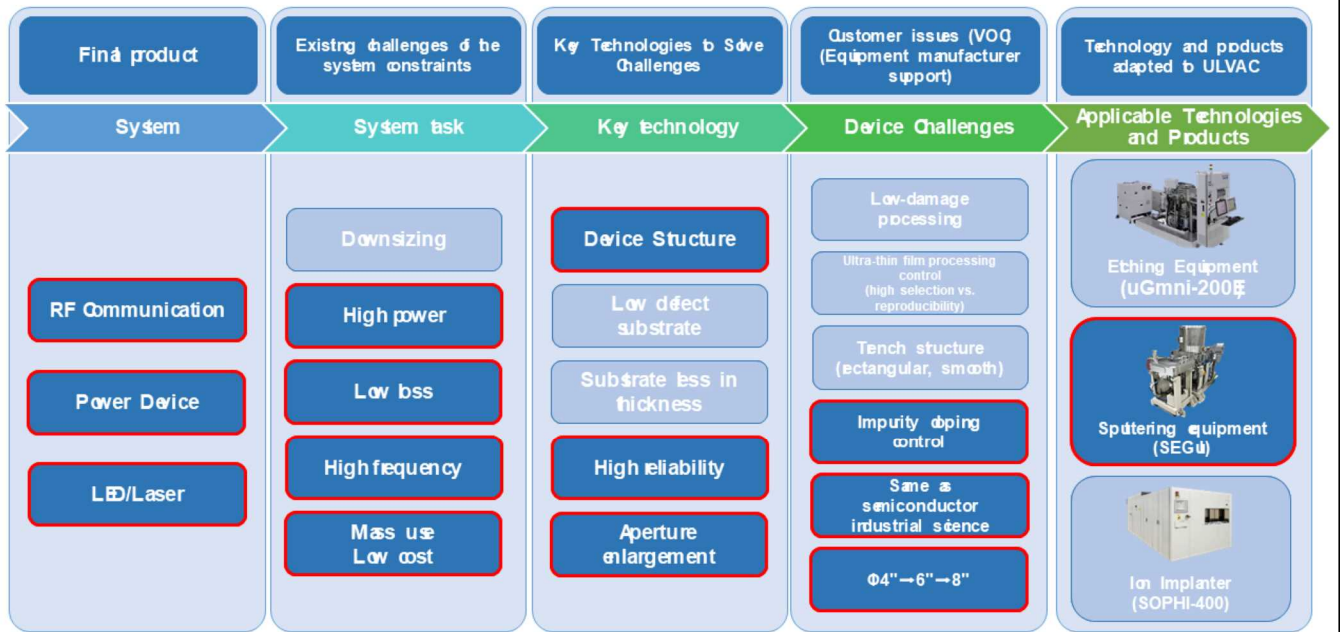 Final product
Existing challenges of the
system constraints
Key Technologies to Solve
Challenges
Customer issues (VOC)
(Equipment manufacturer
support)
Technology and products
adapted to ULVAC
System
System task
Key technology
Device Challenges
Applicable Technologies
and Products
RF Communication
Power Device
LED/Laser
Downsizing
High power
Low loss
High frequency
Mass use
Low cost
Device Structure
Low defect
substrate
Substrate less in
thickness
High reliability
Aperture
enlargement
Low-damage
processing
Ultra-thin film processing
control
(high selection vs.
reproducibility)
Trench structure
(rectangular, smooth)
Impurity doping
control
Same as
semiconductor
industrial science
Φ4"→6"→8"
Etching Equipment
(uGmni-200E)
Sputtering equipment
(SEGul)
Ion Implanter
(SOPHI-400)